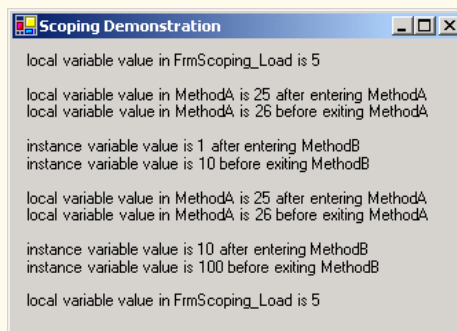 Scoping Demonstration
local variable value in FrmScoping_Load is 5
local variable value in MethodA is 25 after entering MethodA
local variable value in MethodA is 26 before exiting MethodA
instance variable value is 1 after entering MethodB
instance variable value is 10 before exiting MethodB
local variable value in MethodA is 25 after entering MethodA
local variable value in MethodA is 26 before exiting MethodA
instance variable value is 10 after entering MethodB
instance variable value is 100 before exiting MethodB
local variable value in FrmScoping_Load is 5